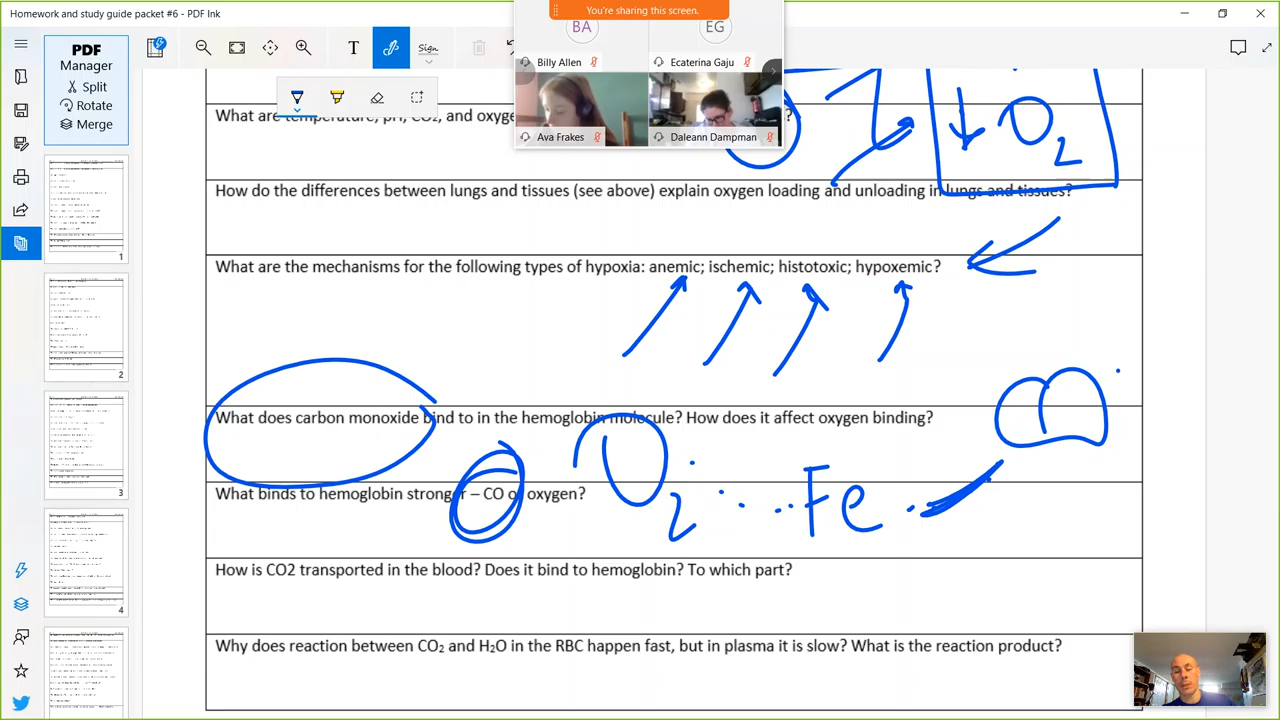 Homework and study guide packet #6 - PDF Ink
You're sharing this screen.
PDF
Manager
Split
Rotate
Merge
T
Sign
BA
EG
Billy Allen
Ecaterina Gaju
Ava Frakes
Daleann Dampman
1
2
3
4
What are temperature, pH, CO2, and oxyge
?
O2
How do the differences between lungs and tissues (see above) explain oxygen loading and unloading in lungs and tissues?
What are the mechanisms for the following types of hypoxia: anemic; ischemic; histotoxic; hypoxemic?
What does carbon monoxide bind to in the hemoglobin molecule? How does it affect oxygen binding?
What binds to hemoglobin stronger – CO or oxygen?
O2 ... Fe
How is CO2 transported in the blood? Does it bind to hemoglobin? To which part?
Why does reaction between CO₂ and H₂O in the RBC happen fast, but in plasma it is slow? What is the reaction product?